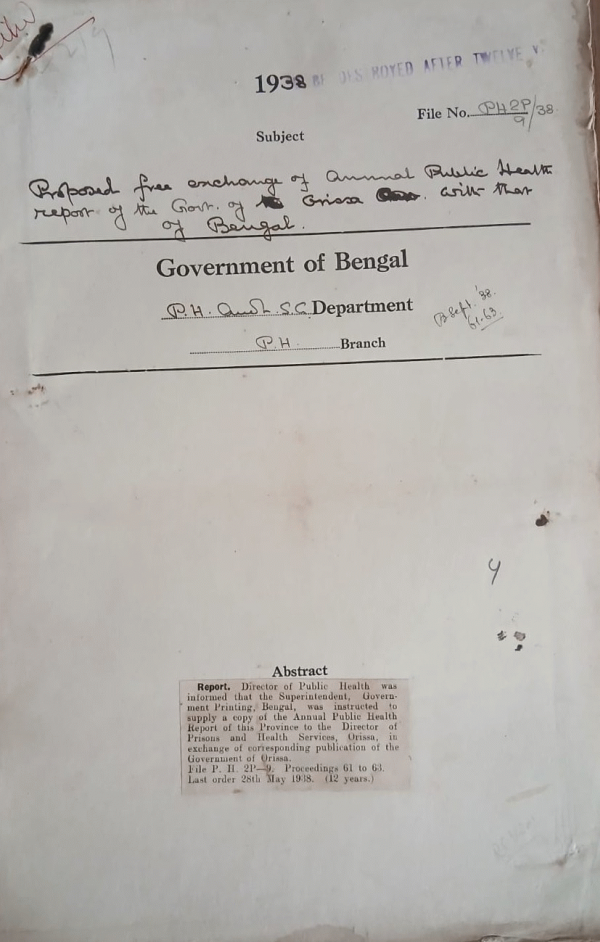 1938 BE DESTROYED AFTER TWELVE Y
File No. PH2P/9/38.
Subject
Proposed free exchange of Annual Public Health
report of the Govt. of Orissa with that
of Bengal.
Government of Bengal
P.H. and L.S.G. Department
B Sept. '38.
61-63.
P.H. Branch
4
Abstract
Report. Director of Public Health was
informed that the Superintendent, Govern-
ment Printing, Bengal, was instructed to
supply a copy of the Annual Public Health
Report of this Province to the Director of
Prisons and Health Services, Orissa, in
exchange of corresponding publication of the
Government of Orissa.
File P. H. 2P—9. Proceedings 61 to 63.
Last order 28th May 1938. (12 years.)